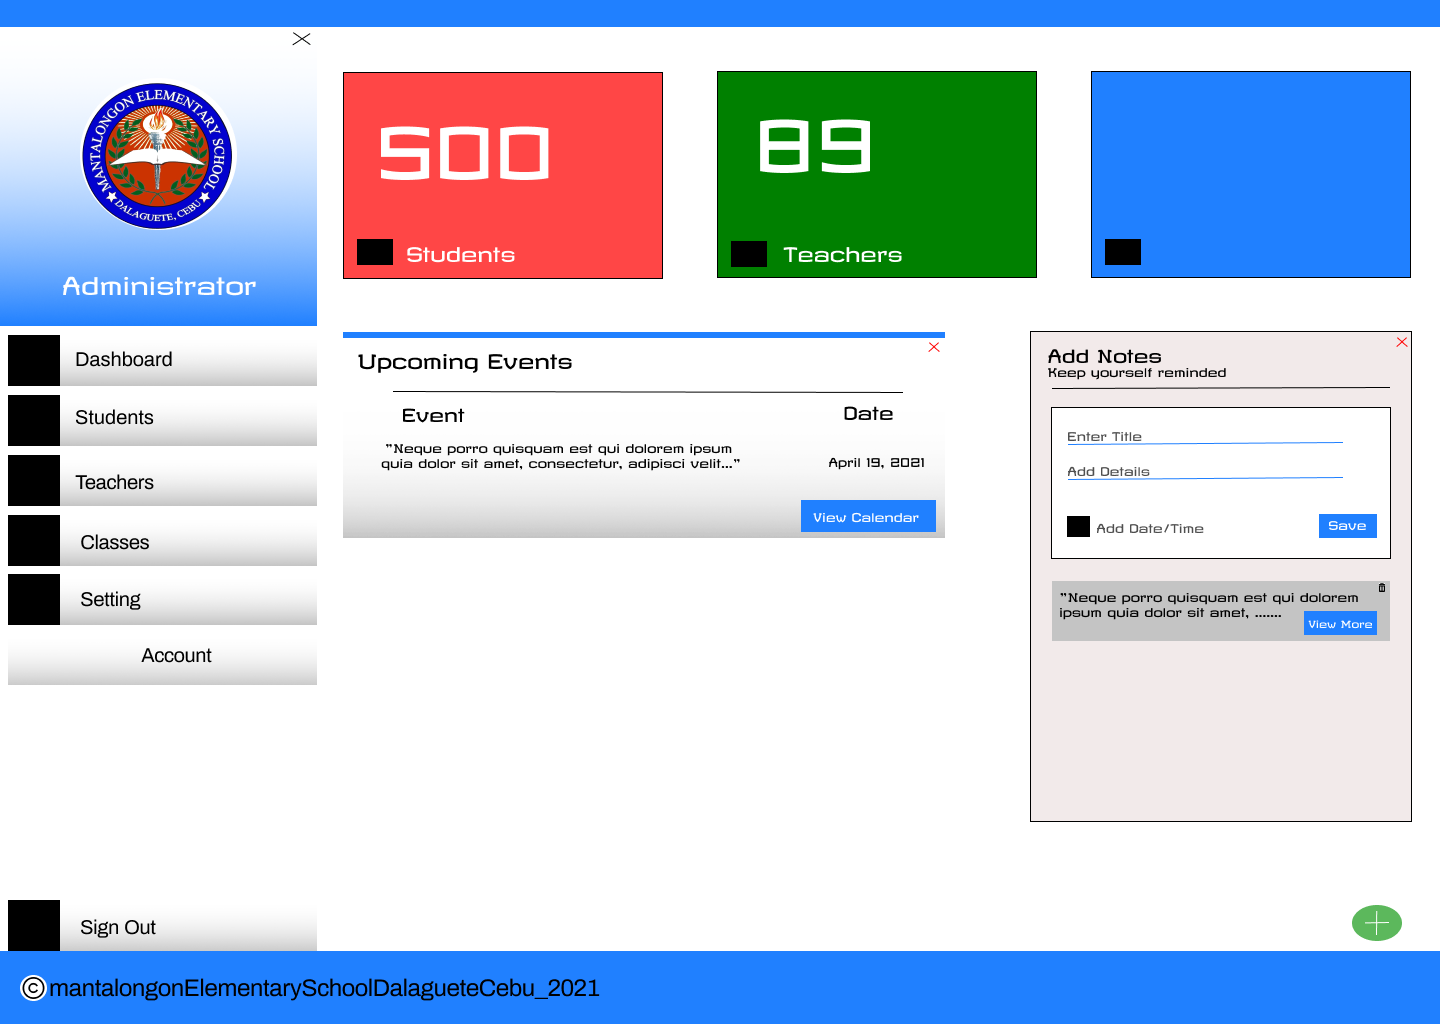 MANTALONGON ELEMENTARY SCHOOL
DALAGUETE, CEBU
Administrator
Dashboard
Students
Teachers
Classes
Setting
Account
Sign Out
500
Students
89
Teachers
Upcoming Events
Event
Date
"Neque porro quisquam est qui dolorem ipsum
quia dolor sit amet, consectetur, adipisci velit..."
April 19, 2021
View Calendar
Add Notes
Keep yourself reminded
Enter Title
Add Details
Add Date/Time
Save
"Neque porro quisquam est qui dolorem
ipsum quia dolor sit amet, .......
View More
©mantalongonElementarySchoolDalagueteCebu_2021